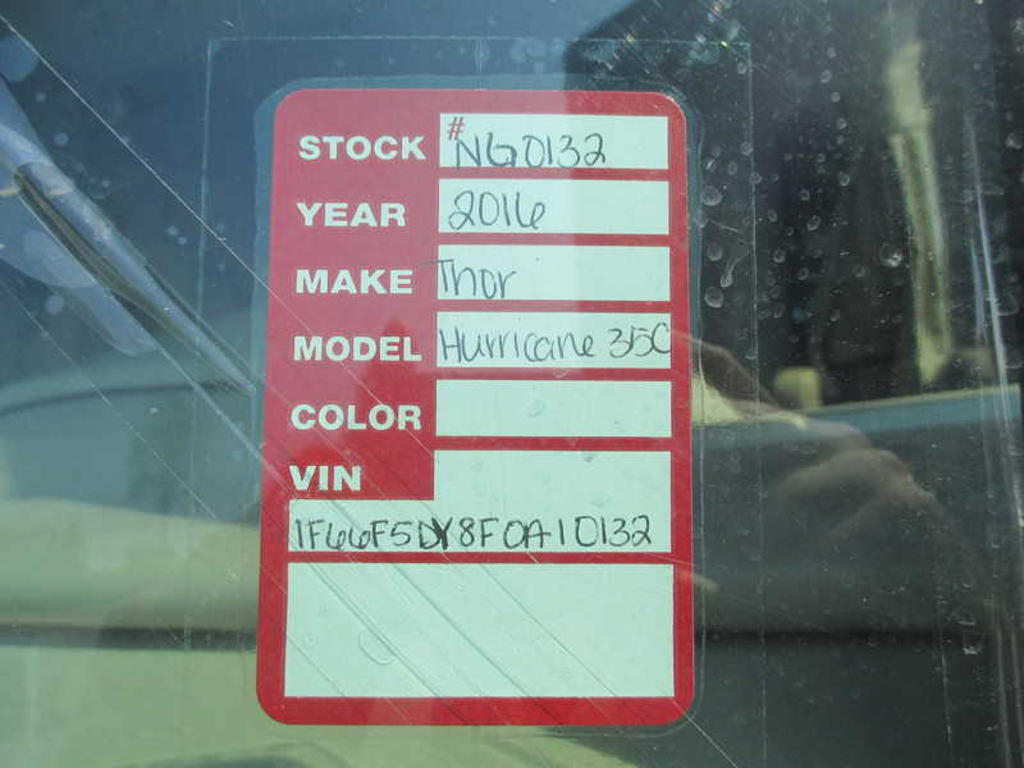 STOCK #NG0132
YEAR 2016
MAKE Thor
MODEL Hurricane 35C
COLOR
VIN
1F66F5DY8F0A10132